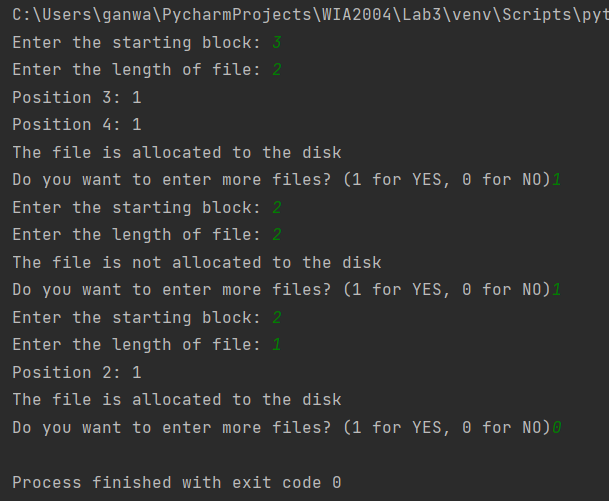 C:\Users\ganwa\PycharmProjects\WIA2004\Lab3\venv\Scripts\pyt
Enter the starting block: 3
Enter the length of file: 2
Position 3: 1
Position 4: 1
The file is allocated to the disk
Do you want to enter more files? (1 for YES, 0 for NO)1
Enter the starting block: 2
Enter the length of file: 2
The file is not allocated to the disk
Do you want to enter more files? (1 for YES, 0 for NO)1
Enter the starting block: 2
Enter the length of file: 1
Position 2: 1
The file is allocated to the disk
Do you want to enter more files? (1 for YES, 0 for NO)0
Process finished with exit code 0